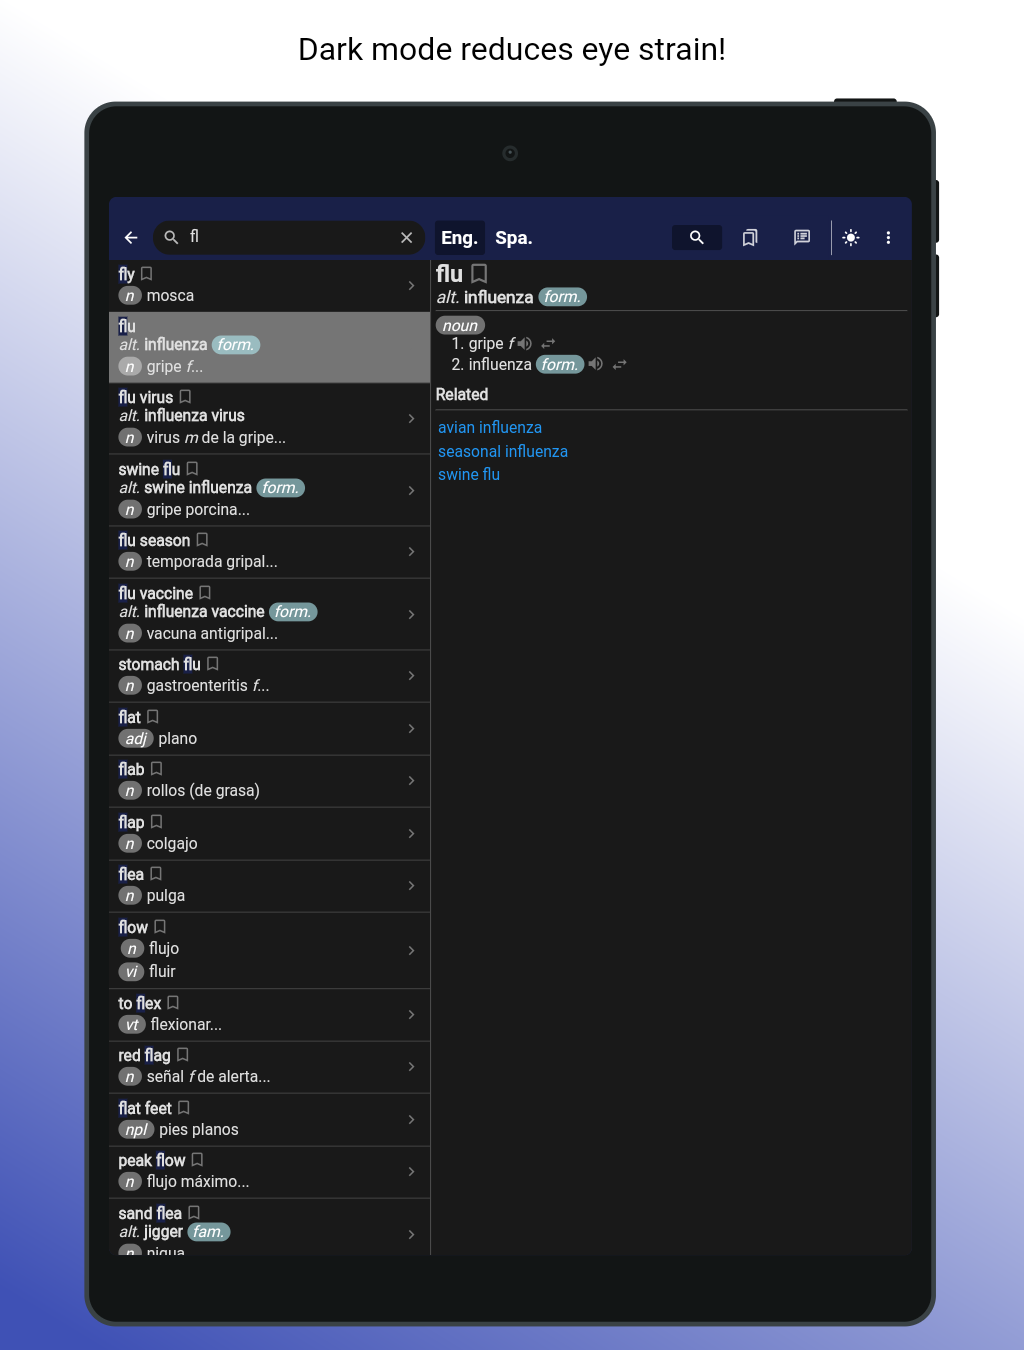 Dark mode reduces eye strain!
fl
Eng. Spa.
fly
n mosca
flu
alt. influenza form.
n gripe f...
flu virus
alt. influenza virus
n virus m de la gripe...
swine flu
alt. swine influenza form.
n gripe porcina...
flu season
n temporada gripal...
flu vaccine
alt. influenza vaccine form.
n vacuna antigripal...
stomach flu
n gastroenteritis f...
flat
adj plano
flab
n rollos (de grasa)
flap
n colgajo
flea
n pulga
flow
n flujo
vi fluir
to flex
vt flexionar...
red flag
n señal f de alerta...
flat feet
npl pies planos
peak flow
n flujo máximo...
sand flea
alt. jigger fam.
n nigua
flu
alt. influenza form.
noun
1. gripe f
2. influenza form.
Related
avian influenza
seasonal influenza
swine flu